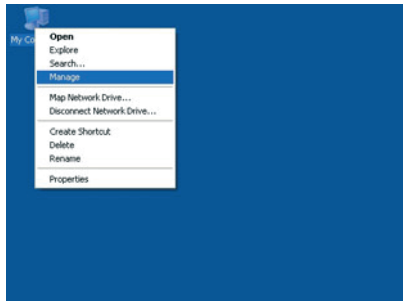 My Co
Open
Explore
Search...
Manage
Map Network Drive...
Disconnect Network Drive...
Create Shortcut
Delete
Rename
Properties